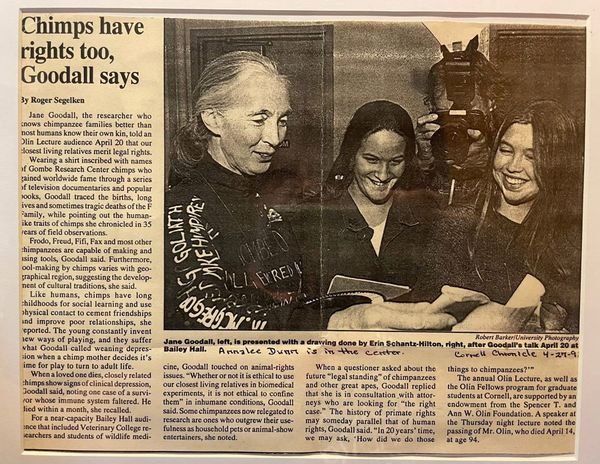 Chimps have
rights too,
Goodall says
By Roger Segelken
Jane Goodall, the researcher who
knows chimpanzee families better than
most humans know their own kin, told an
Olin Lecture audience April 20 that our
closest living relatives merit legal rights.
Wearing a shirt inscribed with names
of Gombe Research Center chimps who
gained worldwide fame through a series
of television documentaries and popular
books, Goodall traced the births, long
lives and sometimes tragic deaths of the F
Family, while pointing out the human-
like traits of chimps she chronicled in 35
years of field observations.
Frodo, Freud, Fifi, Fax and most other
chimpanzees are capable of making and
using tools, Goodall said. Furthermore,
tool-making by chimps varies with geo-
graphical region, suggesting the develop-
ment of cultural traditions, she said.
Like humans, chimps have long
childhoods for social learning and use
physical contact to cement friendships
and improve poor relationships, she
reported. The young constantly invent
new ways of playing, and they suffer
what Goodall called weaning depres-
sion when a chimp mother decides it's
time for play to turn to adult life.
When a loved one dies, closely related
chimps show signs of clinical depression,
Goodall said, noting one case of a survi-
vor whose immune system faltered. He
died within a month, she recalled.
For a near-capacity Bailey Hall audi-
ence that included Veterinary College re-
searchers and students of wildlife medi-
GOLIATH
WILFRED
McGREGOR
Robert Barker/University Photography
Jane Goodall, left, is presented with a drawing done by Erin Schantz-Hilton, right, after Goodall's talk April 20 at
Bailey Hall.
Annslee Dunn is in the center.
Cornell Chronicle 4-27-9
cine, Goodall touched on animal-rights
issues. "Whether or not it is ethical to use
our closest living relatives in biomedical
experiments, it is not ethical to confine
them" in inhumane conditions, Goodall
said. Some chimpanzees now relegated
to research are ones who outgrew their use-
fulness as household pets or animal-show
entertainers, she noted.
When a questioner asked about the
future "legal standing" of chimpanzees
and other great apes, Goodall replied
that she is in consultation with attor-
neys who are looking for "the right
case." The history of primate rights
may someday parallel that of human
rights, Goodall said. "In 20 years' time,
we may ask, 'How did we do those
things to chimpanzees?'"
The annual Olin Lecture, as well as
the Olin Fellows program for graduate
students at Cornell, are supported by an
endowment from the Spencer T. and
Ann W. Olin Foundation. A speaker at
the Thursday night lecture noted the
passing of Mr. Olin, who died April 14,
at age 94.